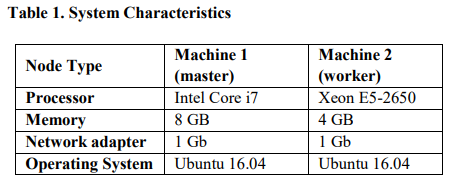 Table 1. System Characteristics
Node Type Machine 1 (master) Machine 2 (worker)
Processor Intel Core i7 Xeon E5-2650
Memory 8 GB 4 GB
Network adapter 1 Gb 1 Gb
Operating System Ubuntu 16.04 Ubuntu 16.04